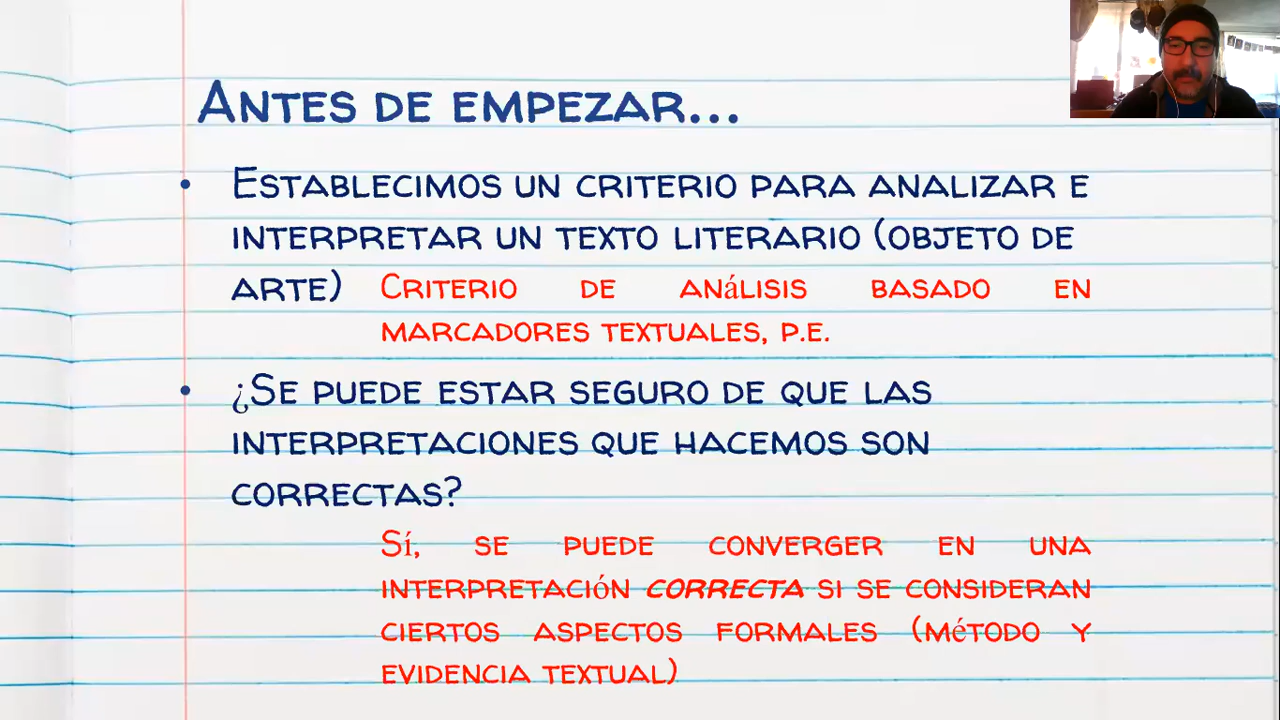 Antes de empezar...
• Establecimos un criterio para analizar e
interpretar un texto literario (objeto de
arte) Criterio de análisis basado en
marcadores textuales, p.e.
• ¿Se puede estar seguro de que las
interpretaciones que hacemos son
correctas?
Sí, se puede converger en una
interpretación correcta si se consideran
ciertos aspectos formales (método y
evidencia textual)